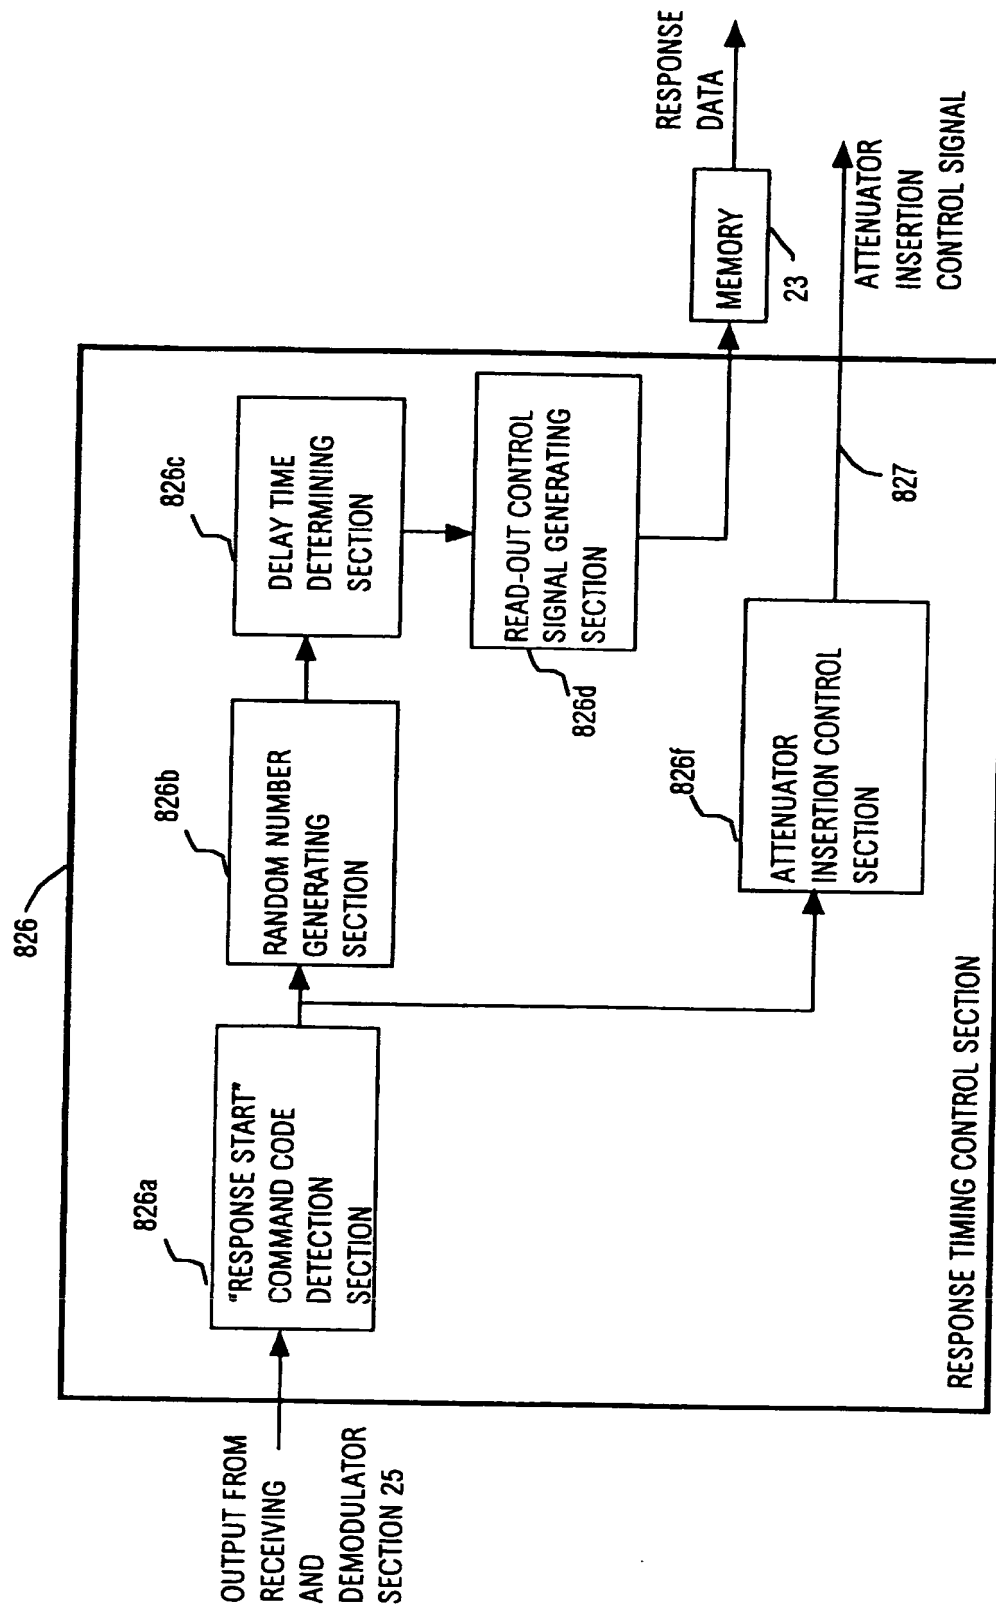 826
826a
"RESPONSE START"
COMMAND CODE
DETECTION
SECTION
826b
RANDOM NUMBER
GENERATING
SECTION
826c
DELAY TIME
DETERMINING
SECTION
READ-OUT CONTROL
SIGNAL GENERATING
SECTION
826d
826f
ATTENUATOR
INSERTION CONTROL
SECTION
827
MEMORY
23
RESPONSE
DATA
ATTENUATOR
INSERTION
CONTROL SIGNAL
OUTPUT FROM
RECEIVING
AND
DEMODULATOR
SECTION 25
RESPONSE TIMING CONTROL SECTION